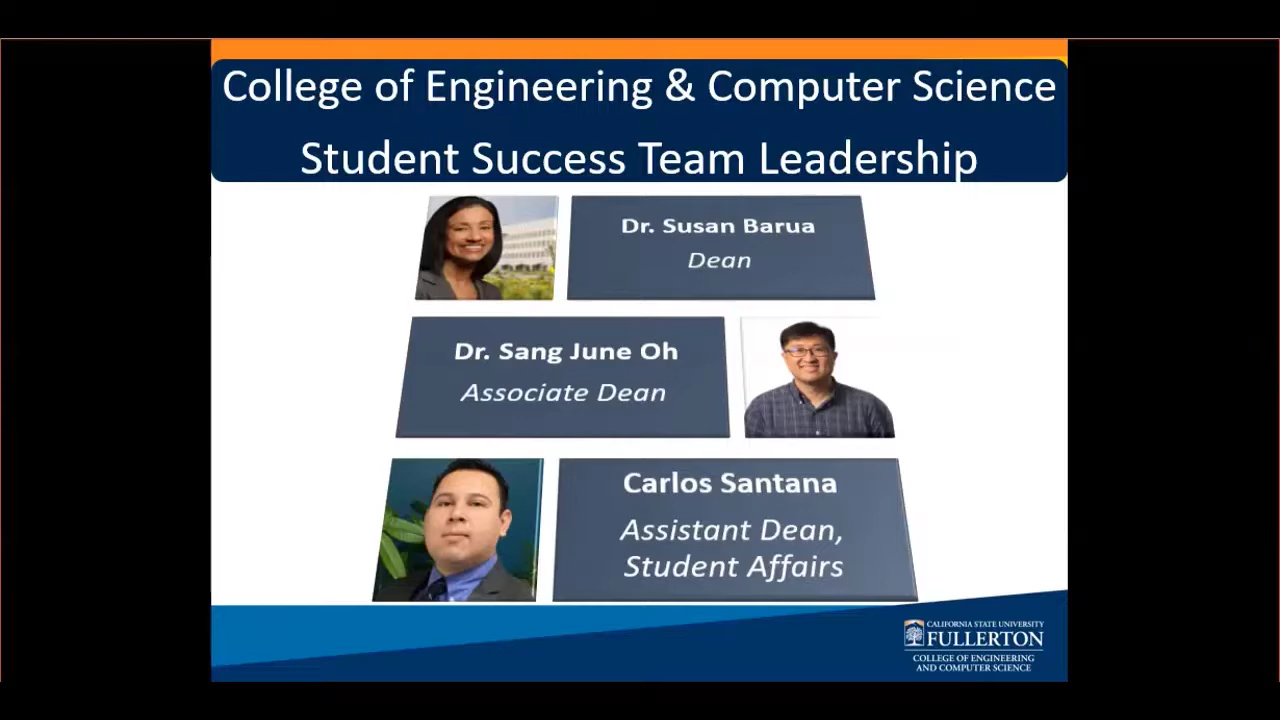 College of Engineering & Computer Science
Student Success Team Leadership
Dr. Susan Barua
Dean
Dr. Sang June Oh
Associate Dean
Carlos Santana
Assistant Dean,
Student Affairs
CALIFORNIA STATE UNIVERSITY
FULLERTON
COLLEGE OF ENGINEERING
AND COMPUTER SCIENCE